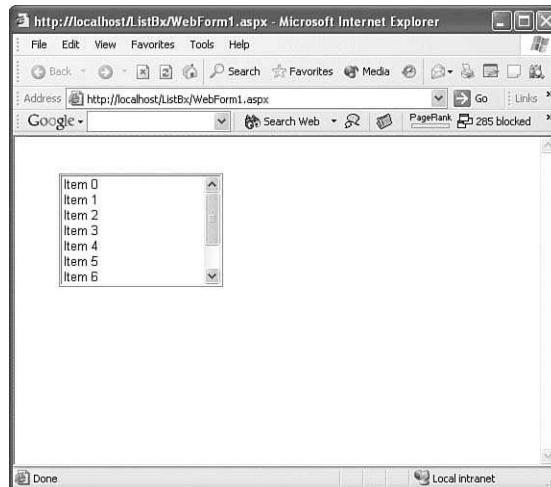 http://localhost/ListBx/WebForm1.aspx - Microsoft Internet Explorer
File Edit View Favorites Tools Help
Back Search Favorites Media
Address http://localhost/ListBx/WebForm1.aspx Go Links »
Google Search Web PageRank 285 blocked »
Item 0
Item 1
Item 2
Item 3
Item 4
Item 5
Item 6
Done Local intranet